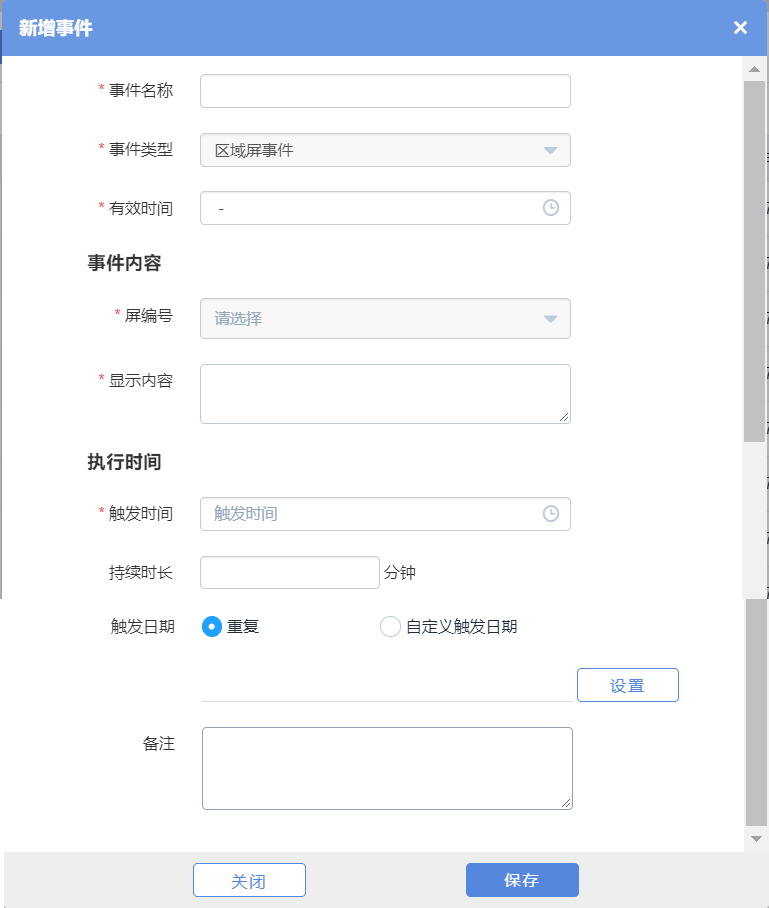 新增事件 ×
* 事件名称
* 事件类型 区域屏事件
* 有效时间 -
事件内容
* 屏编号 请选择
* 显示内容
执行时间
* 触发时间 触发时间
持续时长 分钟
触发日期 重复 自定义触发日期
设置
备注
关闭 保存